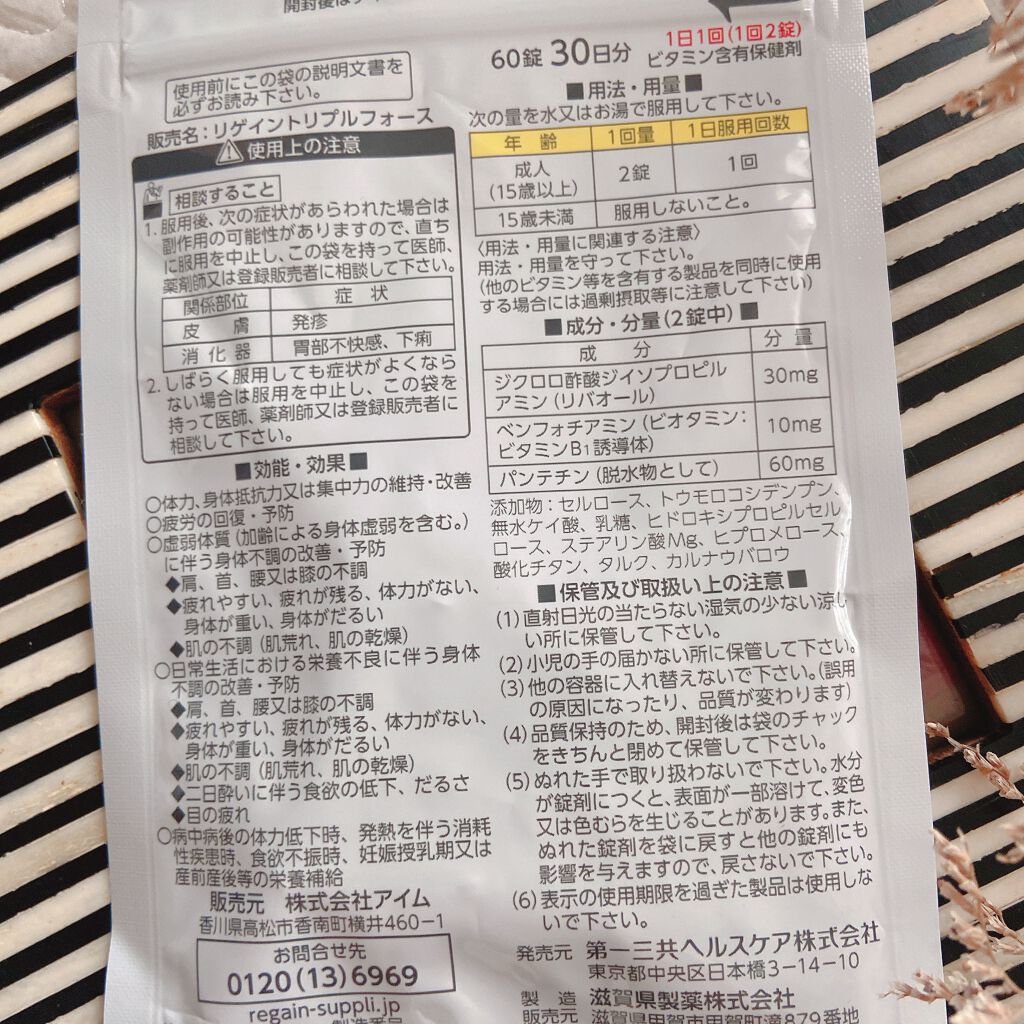 開封後は
使用前にこの袋の説明文書を
必ずお読み下さい。
販売名:リゲイントリプルフォース
使用上の注意
相談すること
1.服用後、次の症状があらわれた場合は
副作用の可能性がありますので、直ち
に服用を中止し、この袋を持って医師、
薬剤師又は登録販売者に相談して下さい。
関係部位 症 状
皮 膚 発疹
消 化 器 胃部不快感、下痢
2.しばらく服用しても症状がよくなら
ない場合は服用を中止し、この袋を
持って医師、薬剤師又は登録販売者に
相談して下さい。
■効能・効果■
○体力、身体抵抗力又は集中力の維持・改善
○疲労の回復・予防
○虚弱体質(加齢による身体虚弱を含む。)
に伴う身体不調の改善・予防
◆肩、首、腰又は膝の不調
◆疲れやすい、疲れが残る、体力がない、
身体が重い、身体がだるい
◆肌の不調(肌荒れ、肌の乾燥)
○日常生活における栄養不良に伴う身体
不調の改善・予防
◆肩、首、腰又は膝の不調
◆疲れやすい、疲れが残る、体力がない、
身体が重い、身体がだるい
◆肌の不調(肌荒れ、肌の乾燥)
◆二日酔いに伴う食欲の低下、だるさ
◆目の疲れ
○病中病後の体力低下時、発熱を伴う消耗
性疾患時、食欲不振時、妊娠授乳期又は
産前産後等の栄養補給
販売元 株式会社アイム
香川県高松市香南町横井460-1
お問合せ先
0120(13)6969
regain-suppli.jp
製造番号
60錠 30日分
1日1回(1回2錠)
ビタミン含有保健剤
■用法・用量■
次の量を水又はお湯で服用して下さい。
年 齢 1回量 1日服用回数
成人
(15歳以上) 2錠 1回
15歳未満 服用しないこと。
〈用法・用量に関連する注意〉
用法・用量を守って下さい。
(他のビタミン等を含有する製品を同時に使用
する場合には過剰摂取等に注意して下さい)
■成分・分量(2錠中)■
成 分 分 量
ジクロロ酢酸ジイソプロピル
アミン(リバオール) 30mg
ベンフォチアミン(ビオタミン:
ビタミンB1誘導体) 10mg
パンテチン(脱水物として) 60mg
添加物:セルロース、トウモロコシデンプン、
無水ケイ酸、乳糖、ヒドロキシプロピルセル
ロース、ステアリン酸Mg、ヒプロメロース、
酸化チタン、タルク、カルナウバロウ
■保管及び取扱い上の注意■
(1)直射日光の当たらない湿気の少ない涼し
い所に保管して下さい。
(2)小児の手の届かない所に保管して下さい。
(3)他の容器に入れ替えないで下さい。(誤用
の原因になったり、品質が変わります)
(4)品質保持のため、開封後は袋のチャック
をきちんと閉めて保管して下さい。
(5)ぬれた手で取り扱わないで下さい。水分
が錠剤につくと、表面が一部溶けて、変色
又は色むらを生じることがあります。また、
ぬれた錠剤を袋に戻すと他の錠剤にも
影響を与えますので、戻さないで下さい。
(6)表示の使用期限を過ぎた製品は使用しな
いで下さい。
発売元 第一三共ヘルスケア株式会社
東京都中央区日本橋3-14-10
製造
販売元 滋賀県製薬株式会社
滋賀県甲賀市甲賀町滝879番地